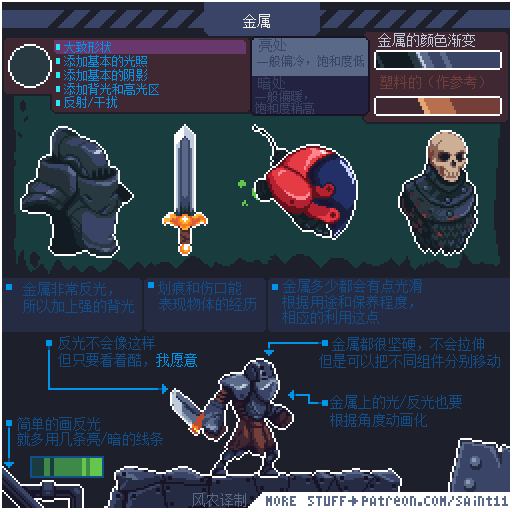 金属
大致形状
添加基本的光照
添加基本的阴影
添加背光和高光区
反射/干扰
亮处
一般偏冷，饱和度低
暗处
一般偏暖，
饱和度稍高
金属的颜色渐变
塑料的（作参考）
金属非常反光，
所以加上强的背光
划痕和伤口能
表现物体的经历
金属多少都会有点光滑
根据用途和保养程度，
相应的利用这点
反光不会像这样
但只要看着酷，我愿意
金属都很坚硬，不会拉伸
但是可以把不同组件分别移动
金属上的光/反光也要
根据角度动画化
简单的画反光
就多用几条亮/暗的线条
风农译制
MORE STUFF→PATREON.COM/SAINT11